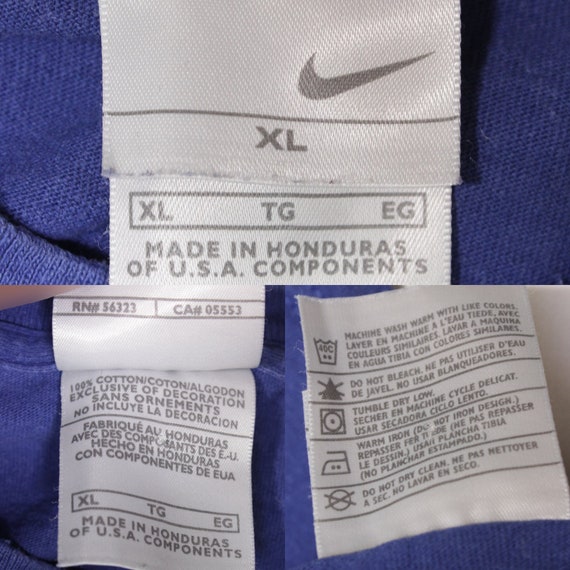 XL
XL TG EG
MADE IN HONDURAS
OF U.S.A. COMPONENTS
RN# 56323 CA# 05553
100% COTTON/COTON/ALGODON
EXCLUSIVE OF DECORATION
SANS ORNEMENTS
NO INCLUYE LA DECORACION
FABRIQUÉ AU HONDURAS
AVEC DES COMPOSANTS DES E.-U.
HECHO EN HONDURAS
CON COMPONENTES DE EUA
XL TG EG
MADE IN HONDURAS
OF U.S.A. COMPONENTS
40C
MACHINE WASH WARM WITH LIKE COLORS.
LAVER EN MACHINE À L'EAU TIEDE, AVEC
COULEURS SIMILAIRES. LAVAR A MAQUINA
EN AGUA TIBIA CON COLORES SIMILARES.
DO NOT BLEACH. NE PAS UTILISER D'EAU
DE JAVEL. NO USAR BLANQUEADORES.
TUMBLE DRY LOW.
SECHER EN MACHINE CYCLE DELICAT.
USAR SECADORA CICLO LENTO.
WARM IRON (DO NOT IRON DESIGN.)
REPASSER FER TIEDE (NE PAS REPASSER
LE DESSIN.) USAR PLANCHA TIBIA
(NO PLANCHAR ESTAMPADO.)
DO NOT DRY CLEAN. NE PAS NETTOYER
A SEC. NO LAVAR EN SECO.